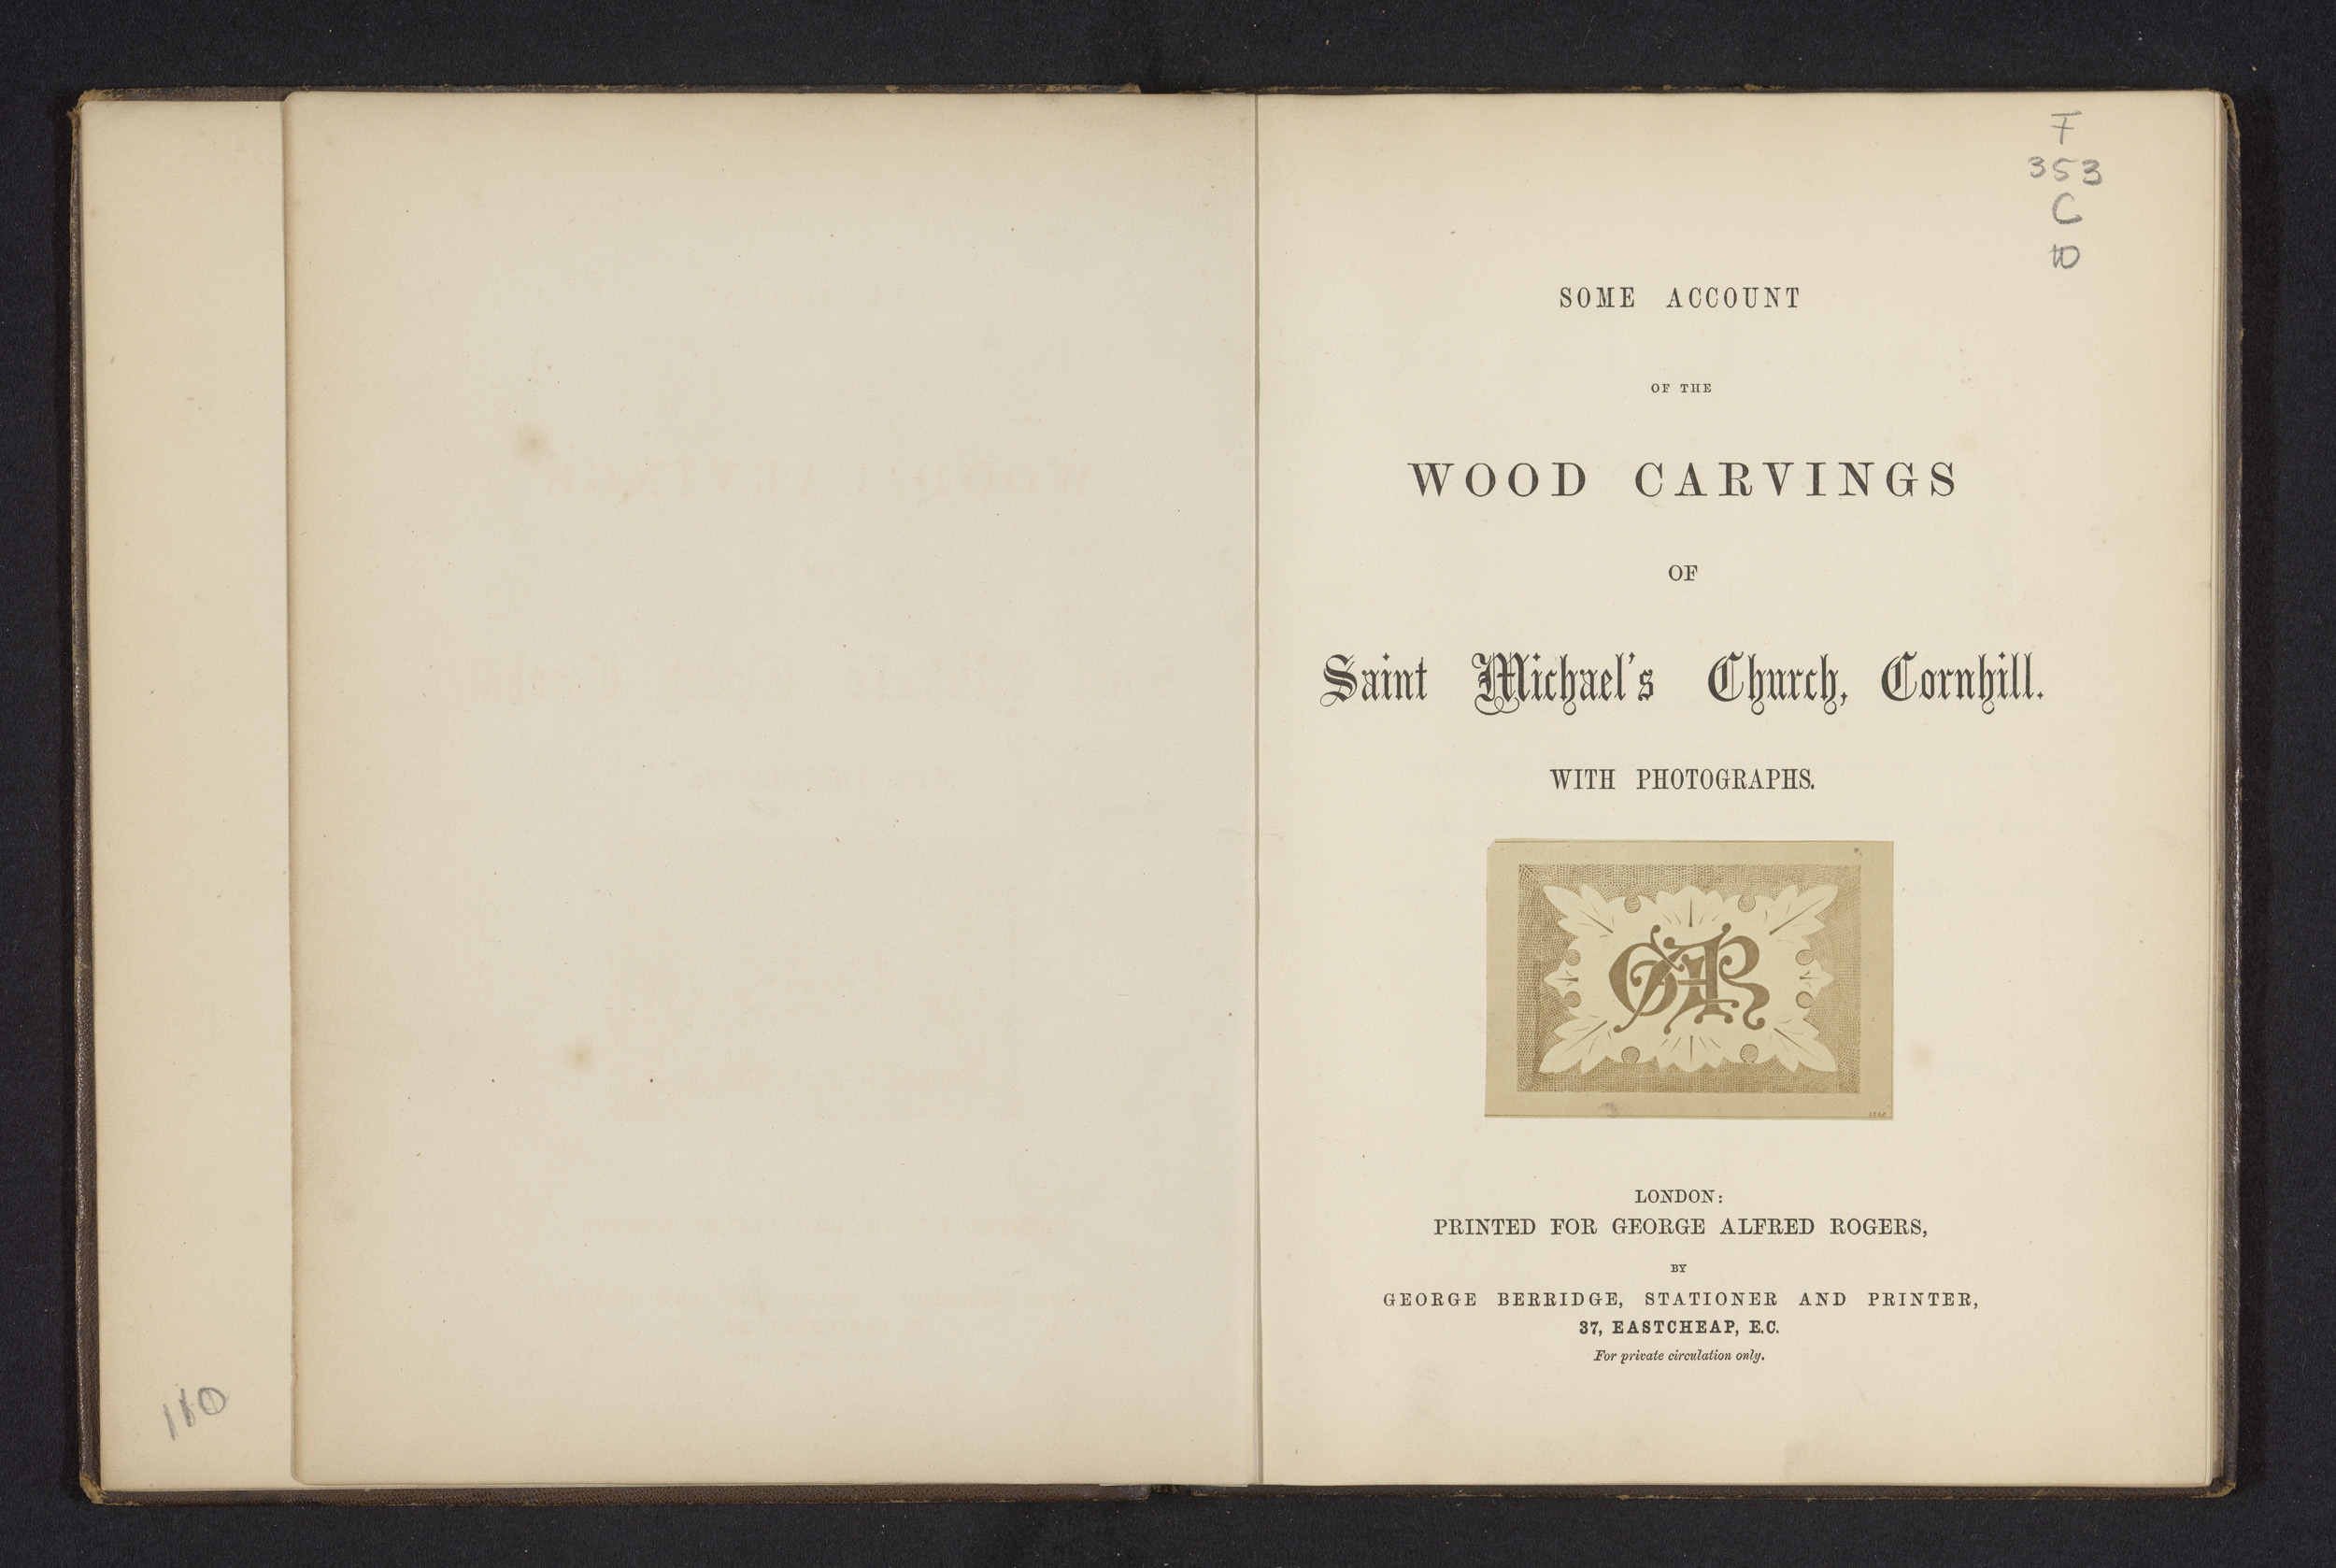 F
353
C
10
SOME ACCOUNT
OF THE
WOOD CARVINGS
OF
Saint Michael's Church, Cornhill.
WITH PHOTOGRAPHS.
GAR
LONDON:
PRINTED FOR GEORGE ALFRED ROGERS,
BY
GEORGE BERRIDGE, STATIONER AND PRINTER,
37, EASTCHEAP, E.C.
For private circulation only.